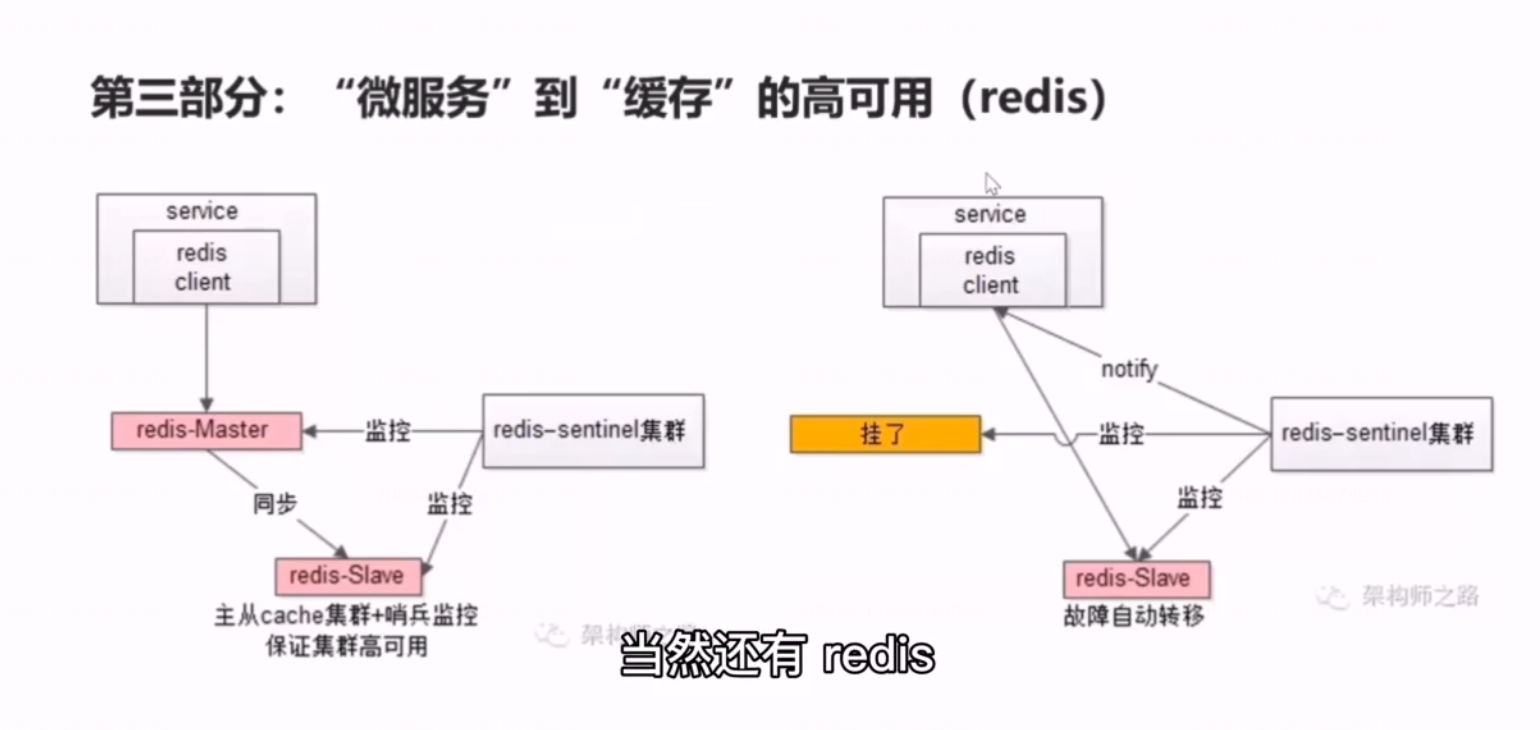 第三部分：“微服务”到“缓存”的高可用（redis）
service
redis
client
redis-Master
监控
redis-sentinel集群
同步
监控
redis-Slave
主从cache集群+哨兵监控
保证集群高可用
service
redis
client
notify
挂了
监控
redis-sentinel集群
监控
redis-Slave
故障自动转移
架构师之路
架构师之路
当然还有 redis